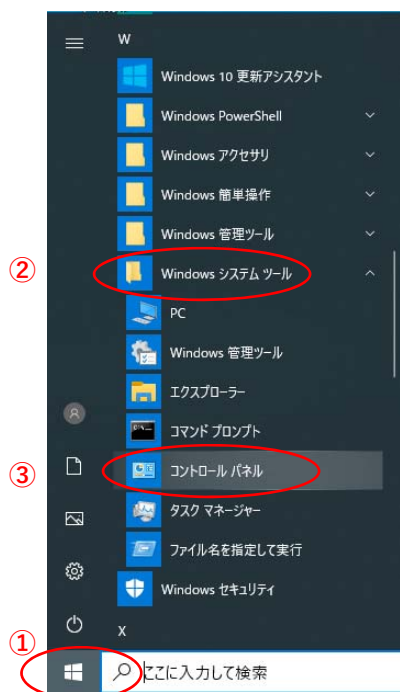 W
Windows 10 更新アシスタント
Windows PowerShell
Windows アクセサリ
Windows 簡単操作
Windows 管理ツール
② Windows システム ツール
PC
Windows 管理ツール
エクスプローラー
コマンド プロンプト
③ コントロール パネル
タスク マネージャー
ファイル名を指定して実行
Windows セキュリティ
X
①
ここに入力して検索